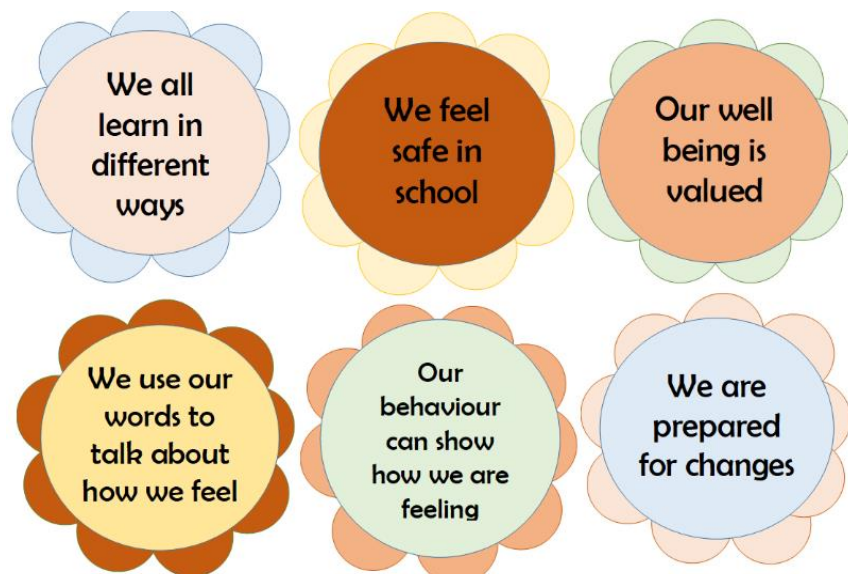 We all
learn in
different
ways
We feel
safe in
school
Our well
being is
valued
We use our
words to
talk about
how we feel
Our
behaviour
can show
how we are
feeling
We are
prepared
for changes